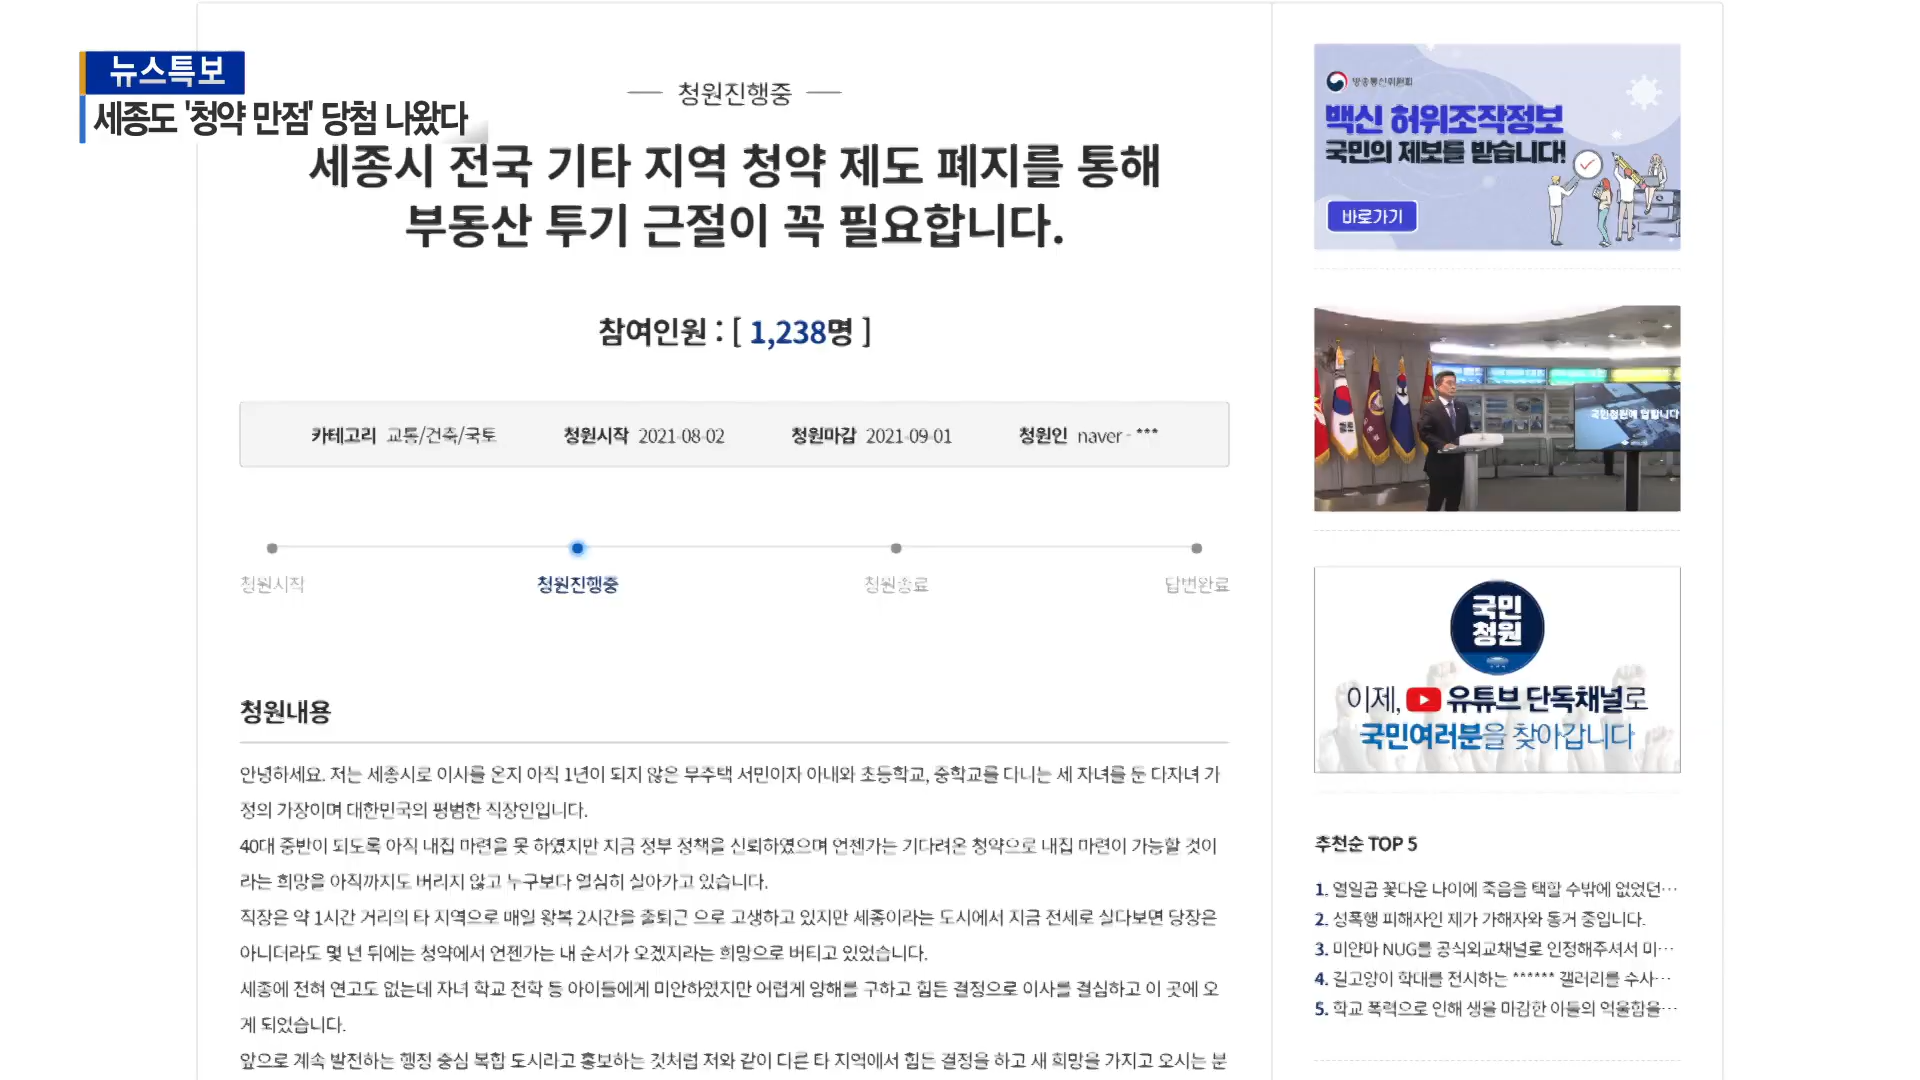 뉴스특보
세종도 '청약 만점' 당첨 나왔다
청원진행중
세종시 전국 기타 지역 청약 제도 폐지를 통해
부동산 투기 근절이 꼭 필요합니다.
참여인원 : [ 1,238명 ]
카테고리 교통/건축/국토 청원시작 2021-08-02 청원마감 2021-09-01 청원인 naver - ***
청원시작 청원진행중 청원종료 답변완료
청원내용
안녕하세요. 저는 세종시로 이사를 온지 아직 1년이 되지 않은 무주택 서민이자 아내와 초등학교, 중학교를 다니는 세 자녀를 둔 다자녀 가
정의 가장이며 대한민국의 평범한 직장인입니다.
40대 중반이 되도록 아직 내집 마련을 못 하였지만 지금 정부 정책을 신뢰하였으며 언젠가는 기다려온 청약으로 내집 마련이 가능할 것이
라는 희망을 아직까지도 버리지 않고 누구보다 열심히 살아가고 있습니다.
직장은 약 1시간 거리의 타 지역으로 매일 왕복 2시간을 출퇴근 으로 고생하고 있지만 세종이라는 도시에서 지금 전세로 살다보면 당장은
아니더라도 몇 년 뒤에는 청약에서 언젠가는 내 순서가 오겠지라는 희망으로 버티고 있었습니다.
세종에 전혀 연고도 없는데 자녀 학교 전학 등 아이들에게 미안하였지만 어렵게 양해를 구하고 힘든 결정으로 이사를 결심하고 이 곳에 오
게 되었습니다.
앞으로 계속 발전하는 행정 중심 복합 도시라고 홍보하는 것처럼 저와 같이 다른 타 지역에서 힘든 결정을 하고 새 희망을 가지고 오시는 분
방송통신위원회
백신 허위조작정보
국민의 제보를 받습니다!
바로가기
국민청원에 답합니다
국민
청원
이제, 유튜브 단독채널로
국민여러분을 찾아갑니다
추천순 TOP 5
1. 열일곱 꽃다운 나이에 죽음을 택할 수밖에 없었던…
2. 성폭행 피해자인 제가 가해자와 동거 중입니다.
3. 미얀마 NUG를 공식외교채널로 인정해주셔서 미…
4. 길고양이 학대를 전시하는 ****** 갤러리를 수사…
5. 학교 폭력으로 인해 생을 마감한 아들의 억울함을…